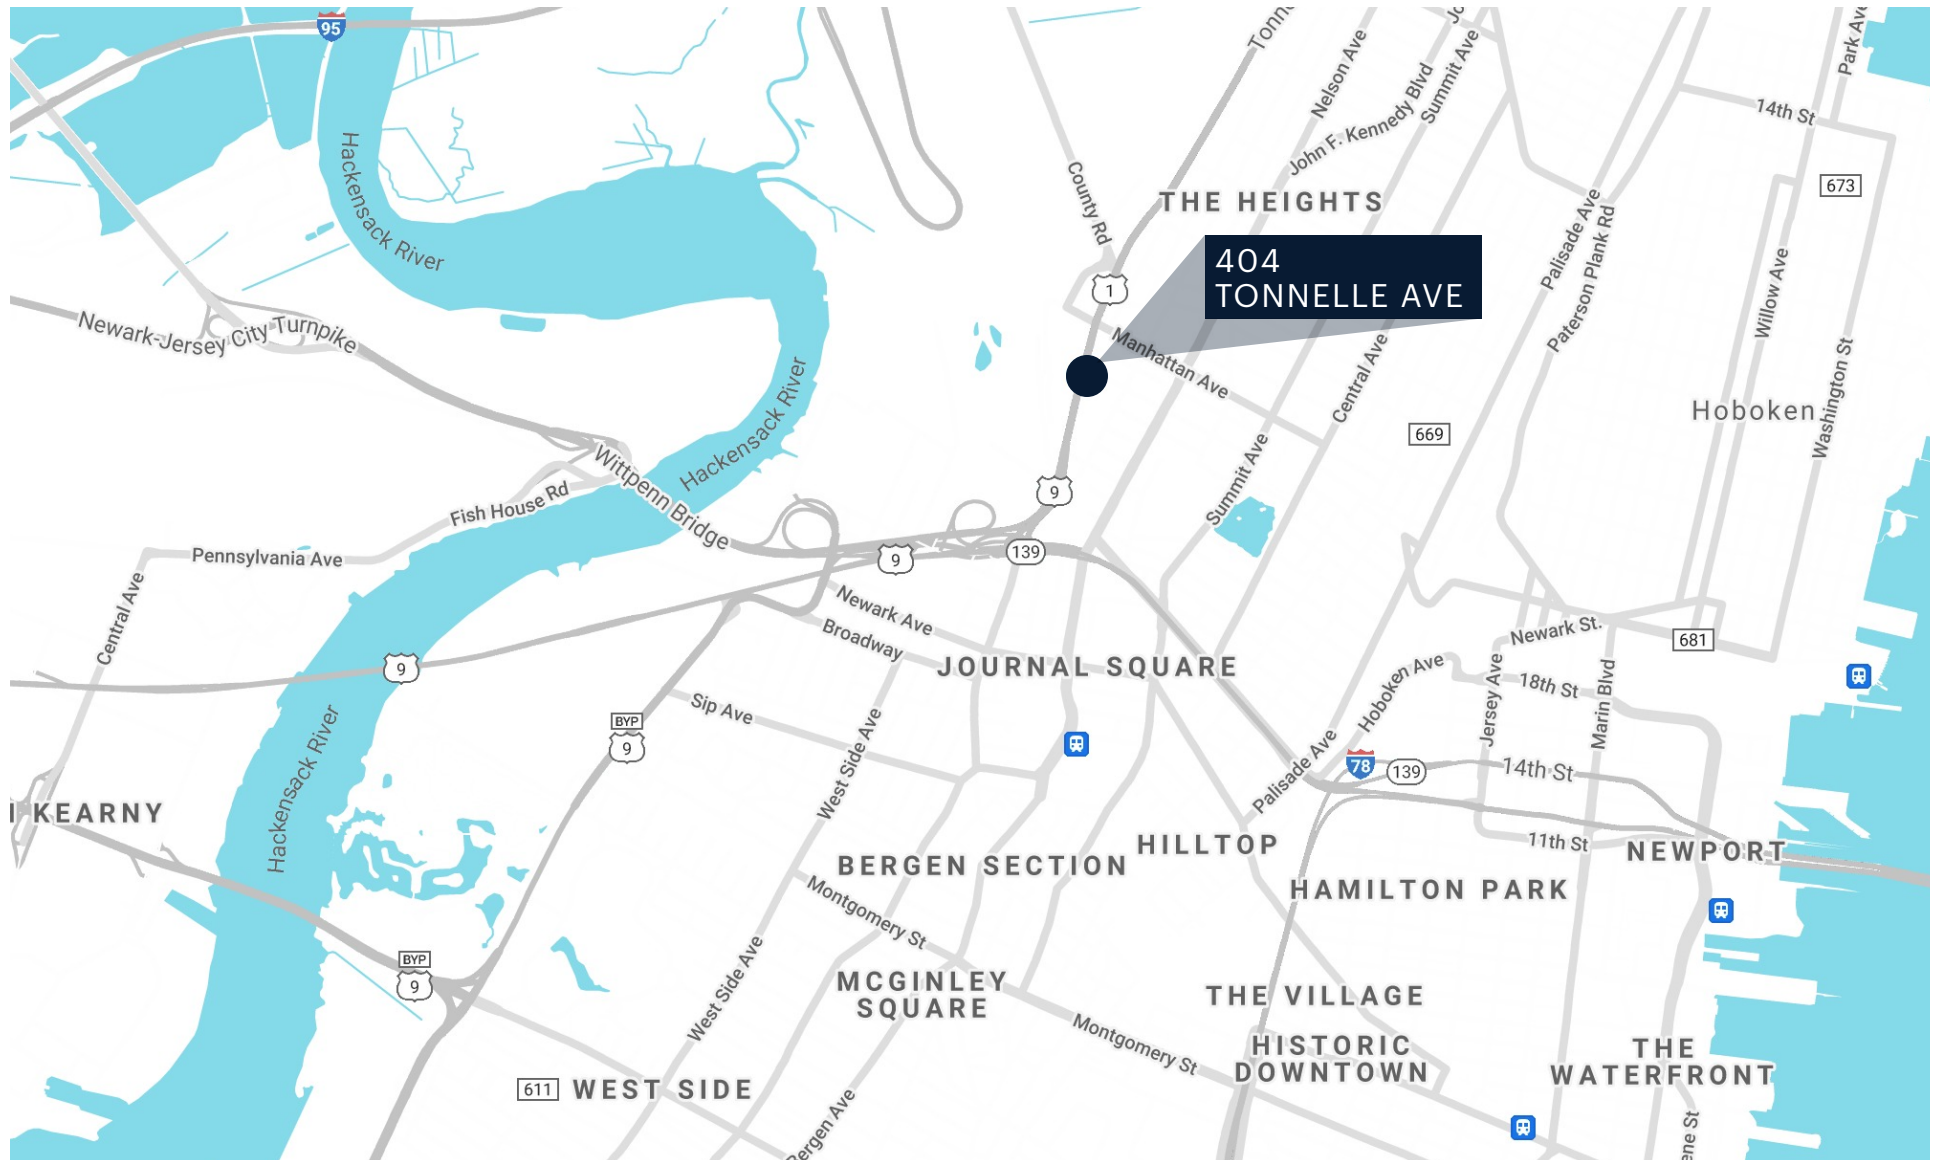 95
Tonn
Nelson Ave
John F. Kennedy Blvd
Summit Ave
Park Ave
14th St
673
Hackensack River
County Rd
THE HEIGHTS
Palisade Ave
Paterson Plank Rd
Willow Ave
Washington St
404
TONNELLE AVE
1
Manhattan Ave
Newark-Jersey City Turnpike
Hackensack River
Central Ave
669
Hoboken
Wittpenn Bridge
Fish House Rd
Summit Ave
9
9
139
Pennsylvania Ave
Central Ave
Newark Ave
Broadway
JOURNAL SQUARE
9
Newark St.
681
Hoboken Ave
18th St
Jersey Ave
Marin Blvd
Sip Ave
BYP
9
West Side Ave
Hackensack River
Palisade Ave
78
139
14th St
KEARNY
HILLTOP
11th St
NEWPORT
BERGEN SECTION
HAMILTON PARK
Montgomery St
West Side Ave
BYP
9
MCGINLEY
SQUARE
THE VILLAGE
Montgomery St
HISTORIC
DOWNTOWN
THE
WATERFRONT
611
WEST SIDE
Bergen Ave
ene St